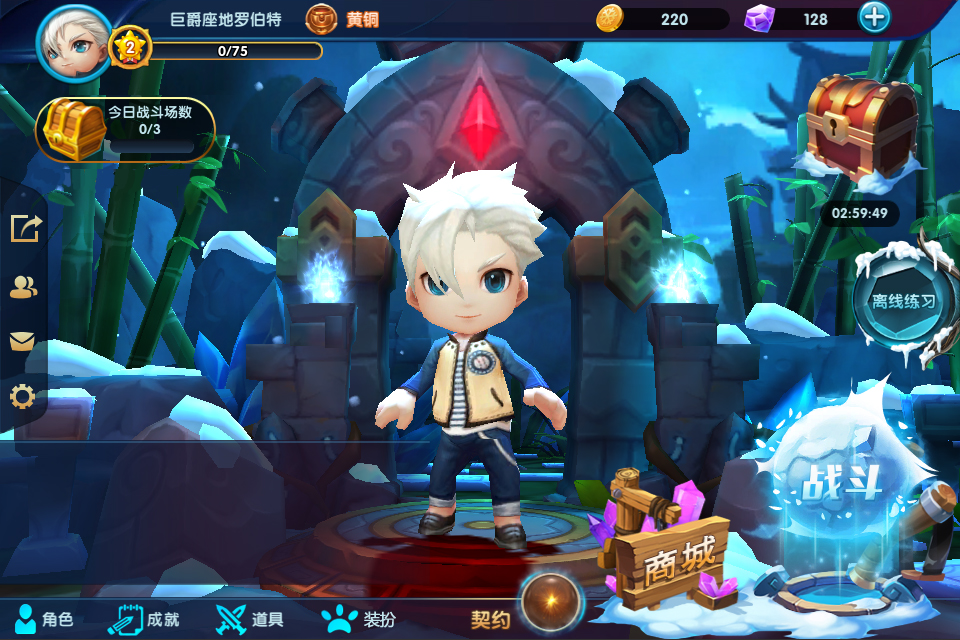 巨爵座地罗伯特
黄铜
220
128
2
0/75
今日战斗场数
0/3
02:59:49
离线练习
战斗
商城
角色
成就
道具
装扮
契约